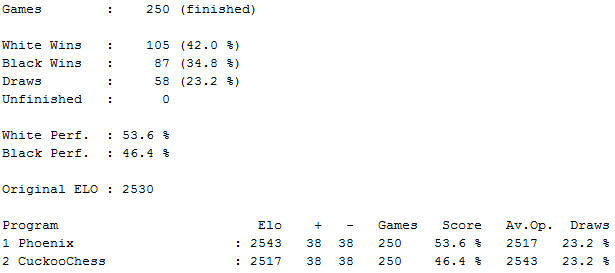 Games : 250 (finished)
White Wins : 105 (42.0 %)
Black Wins : 87 (34.8 %)
Draws : 58 (23.2 %)
Unfinished : 0
White Perf. : 53.6 %
Black Perf. : 46.4 %
Original ELO : 2530
Program Elo + - Games Score Av.Op. Draws
1 Phoenix : 2543 38 38 250 53.6 % 2517 23.2 %
2 CuckooChess : 2517 38 38 250 46.4 % 2543 23.2 %